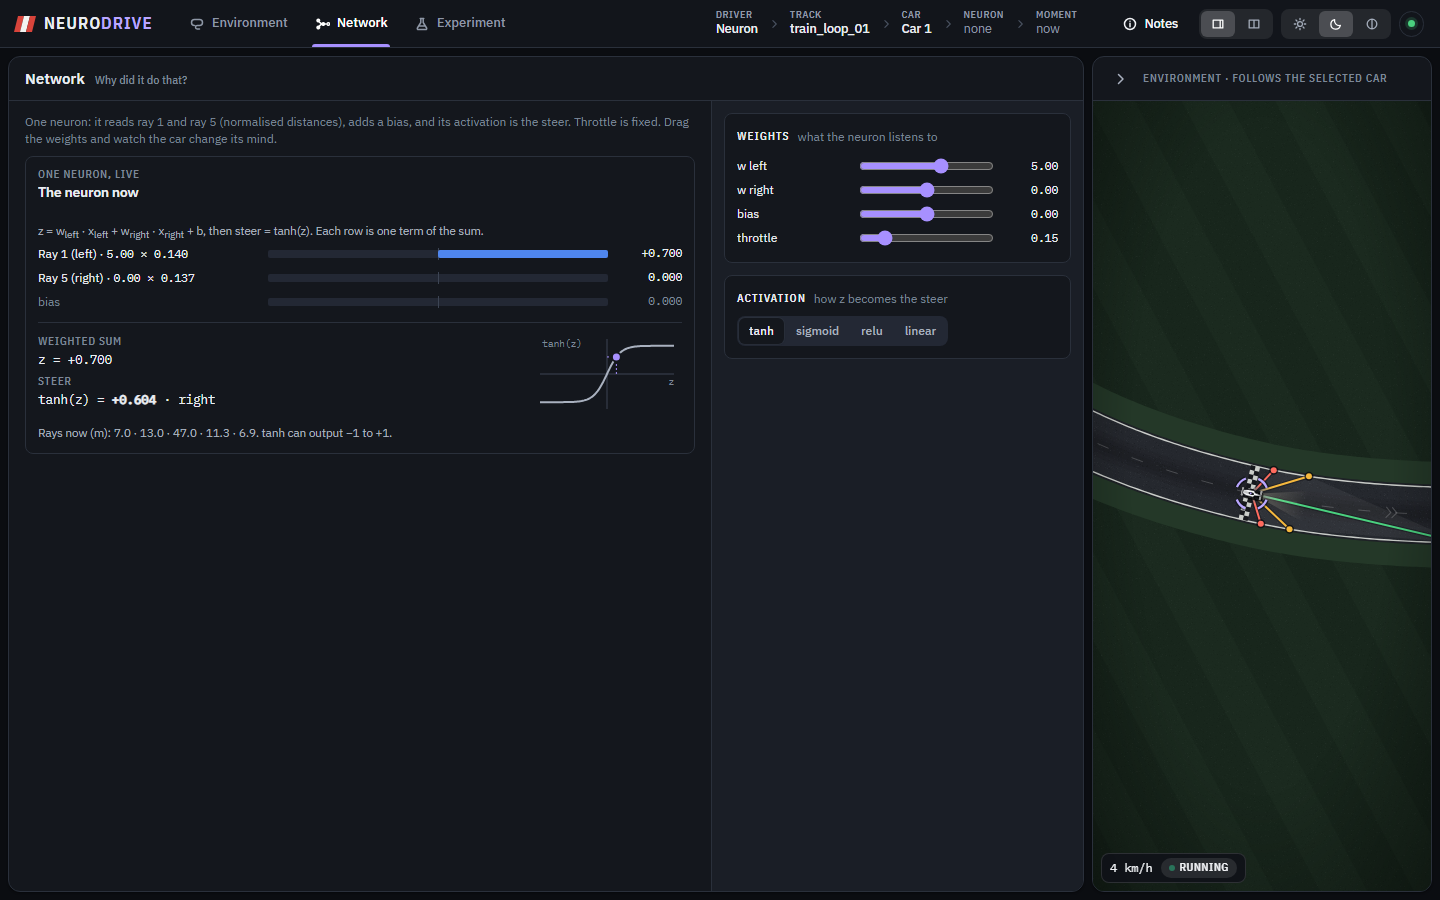 NEURODRIVE
Environment
Network
Experiment
DRIVER
Neuron
TRACK
train_loop_01
CAR
Car 1
NEURON
none
MOMENT
now
Notes
Network Why did it do that?
One neuron: it reads ray 1 and ray 5 (normalised distances), adds a bias, and its activation is the steer. Throttle is fixed. Drag
the weights and watch the car change its mind.
ONE NEURON, LIVE
The neuron now
z = wleft · xleft + wright · xright + b, then steer = tanh(z). Each row is one term of the sum.
Ray 1 (left) · 5.00 × 0.140 +0.700
Ray 5 (right) · 0.00 × 0.137 0.000
bias 0.000
WEIGHTED SUM
z = +0.700
STEER
tanh(z) = +0.604 · right
tanh(z)
z
Rays now (m): 7.0 · 13.0 · 47.0 · 11.3 · 6.9. tanh can output −1 to +1.
WEIGHTS what the neuron listens to
w left 5.00
w right 0.00
bias 0.00
throttle 0.15
ACTIVATION how z becomes the steer
tanh sigmoid relu linear
ENVIRONMENT · FOLLOWS THE SELECTED CAR
4 km/h RUNNING